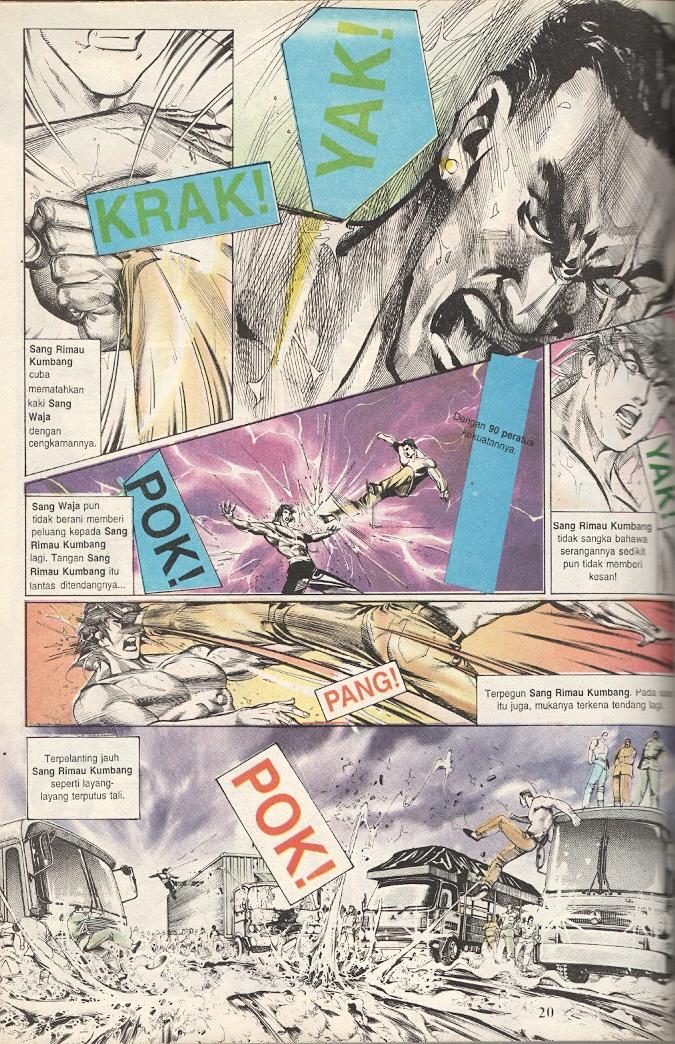 YAK!
KRAK!
Sang Rimau
Kumbang
cuba
mematahkan
kaki Sang
Waja
dengan
cengkamannya.
Dengan 90 peratus
kekuatannya.
YAK!
Sang Waja pun
tidak berani memberi
peluang kepada Sang
Rimau Kumbang
lagi. Tangan Sang
Rimau Kumbang itu
lantas ditendangnya...
POK!
Sang Rimau Kumbang
tidak sangka bahawa
serangannya sedikit
pun tidak memberi
kesan!
PANG!
Terpegun Sang Rimau Kumbang. Pada
itu juga, mukanya terkena tendang lagi.
Terpelanting jauh
Sang Rimau Kumbang
seperti layang-
layang terputus tali.
POK!
20